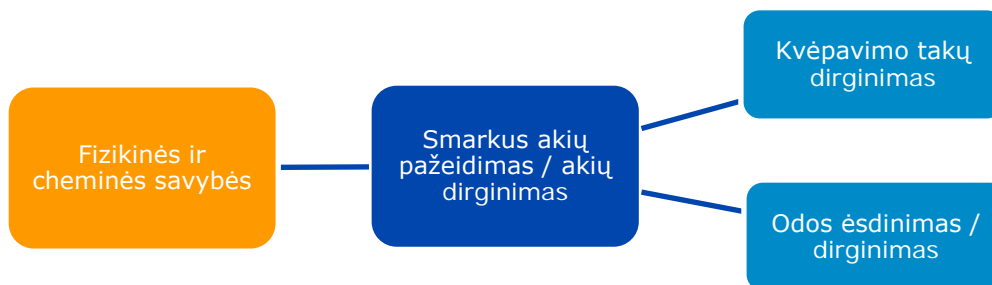 Fizikinės ir
cheminės savybės
Smarkus akių
pažeidimas / akių
dirginimas
Kvėpavimo takų
dirginimas
Odos ėsdinimas /
dirginimas